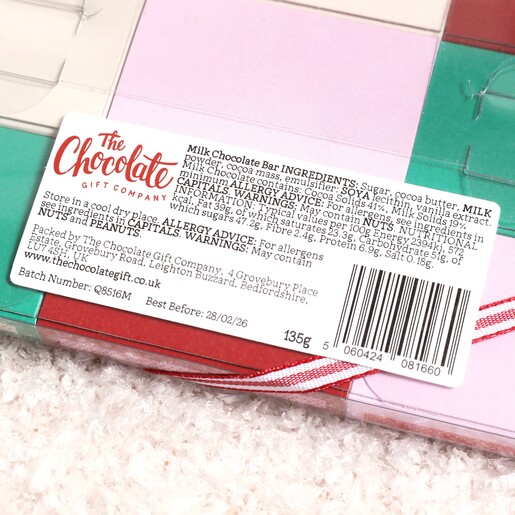 The
Chocolate
GIFT COMPANY
Milk Chocolate Bar INGREDIENTS: Sugar, cocoa butter, MILK
powder, cocoa mass, emulsifier: SOYA lecithin, vanilla extract.
Milk Chocolate contains: Cocoa Solids 41%, Milk Solids 19%
minimum ALLERGY ADVICE: For allergens, see ingredients in
CAPITALS, WARNINGS: May contain NUTS. NUTRITIONAL
INFORMATION: Typical values per 100g Energy 2394kj, 572
kcal, Fat 39g, of which saturates 22.3g, Carbohydrate 51g, of
which sugars 47.2g, Fibre 2.4g, Protein 6.9g, Salt 0.15g.
Store in a cool dry place. ALLERGY ADVICE: For allergens
see ingredients in CAPITALS. WARNINGS: May contain
NUTS and PEANUTS.
Packed by The Chocolate Gift Company, 4 Grovebury Place
Estate, Grovebury Road, Leighton Buzzard, Bedfordshire,
LU7 4SH, UK
www.thechocolategift.co.uk
Batch Number: Q8516M
Best Before: 28/02/26
135g
5 060424 081660